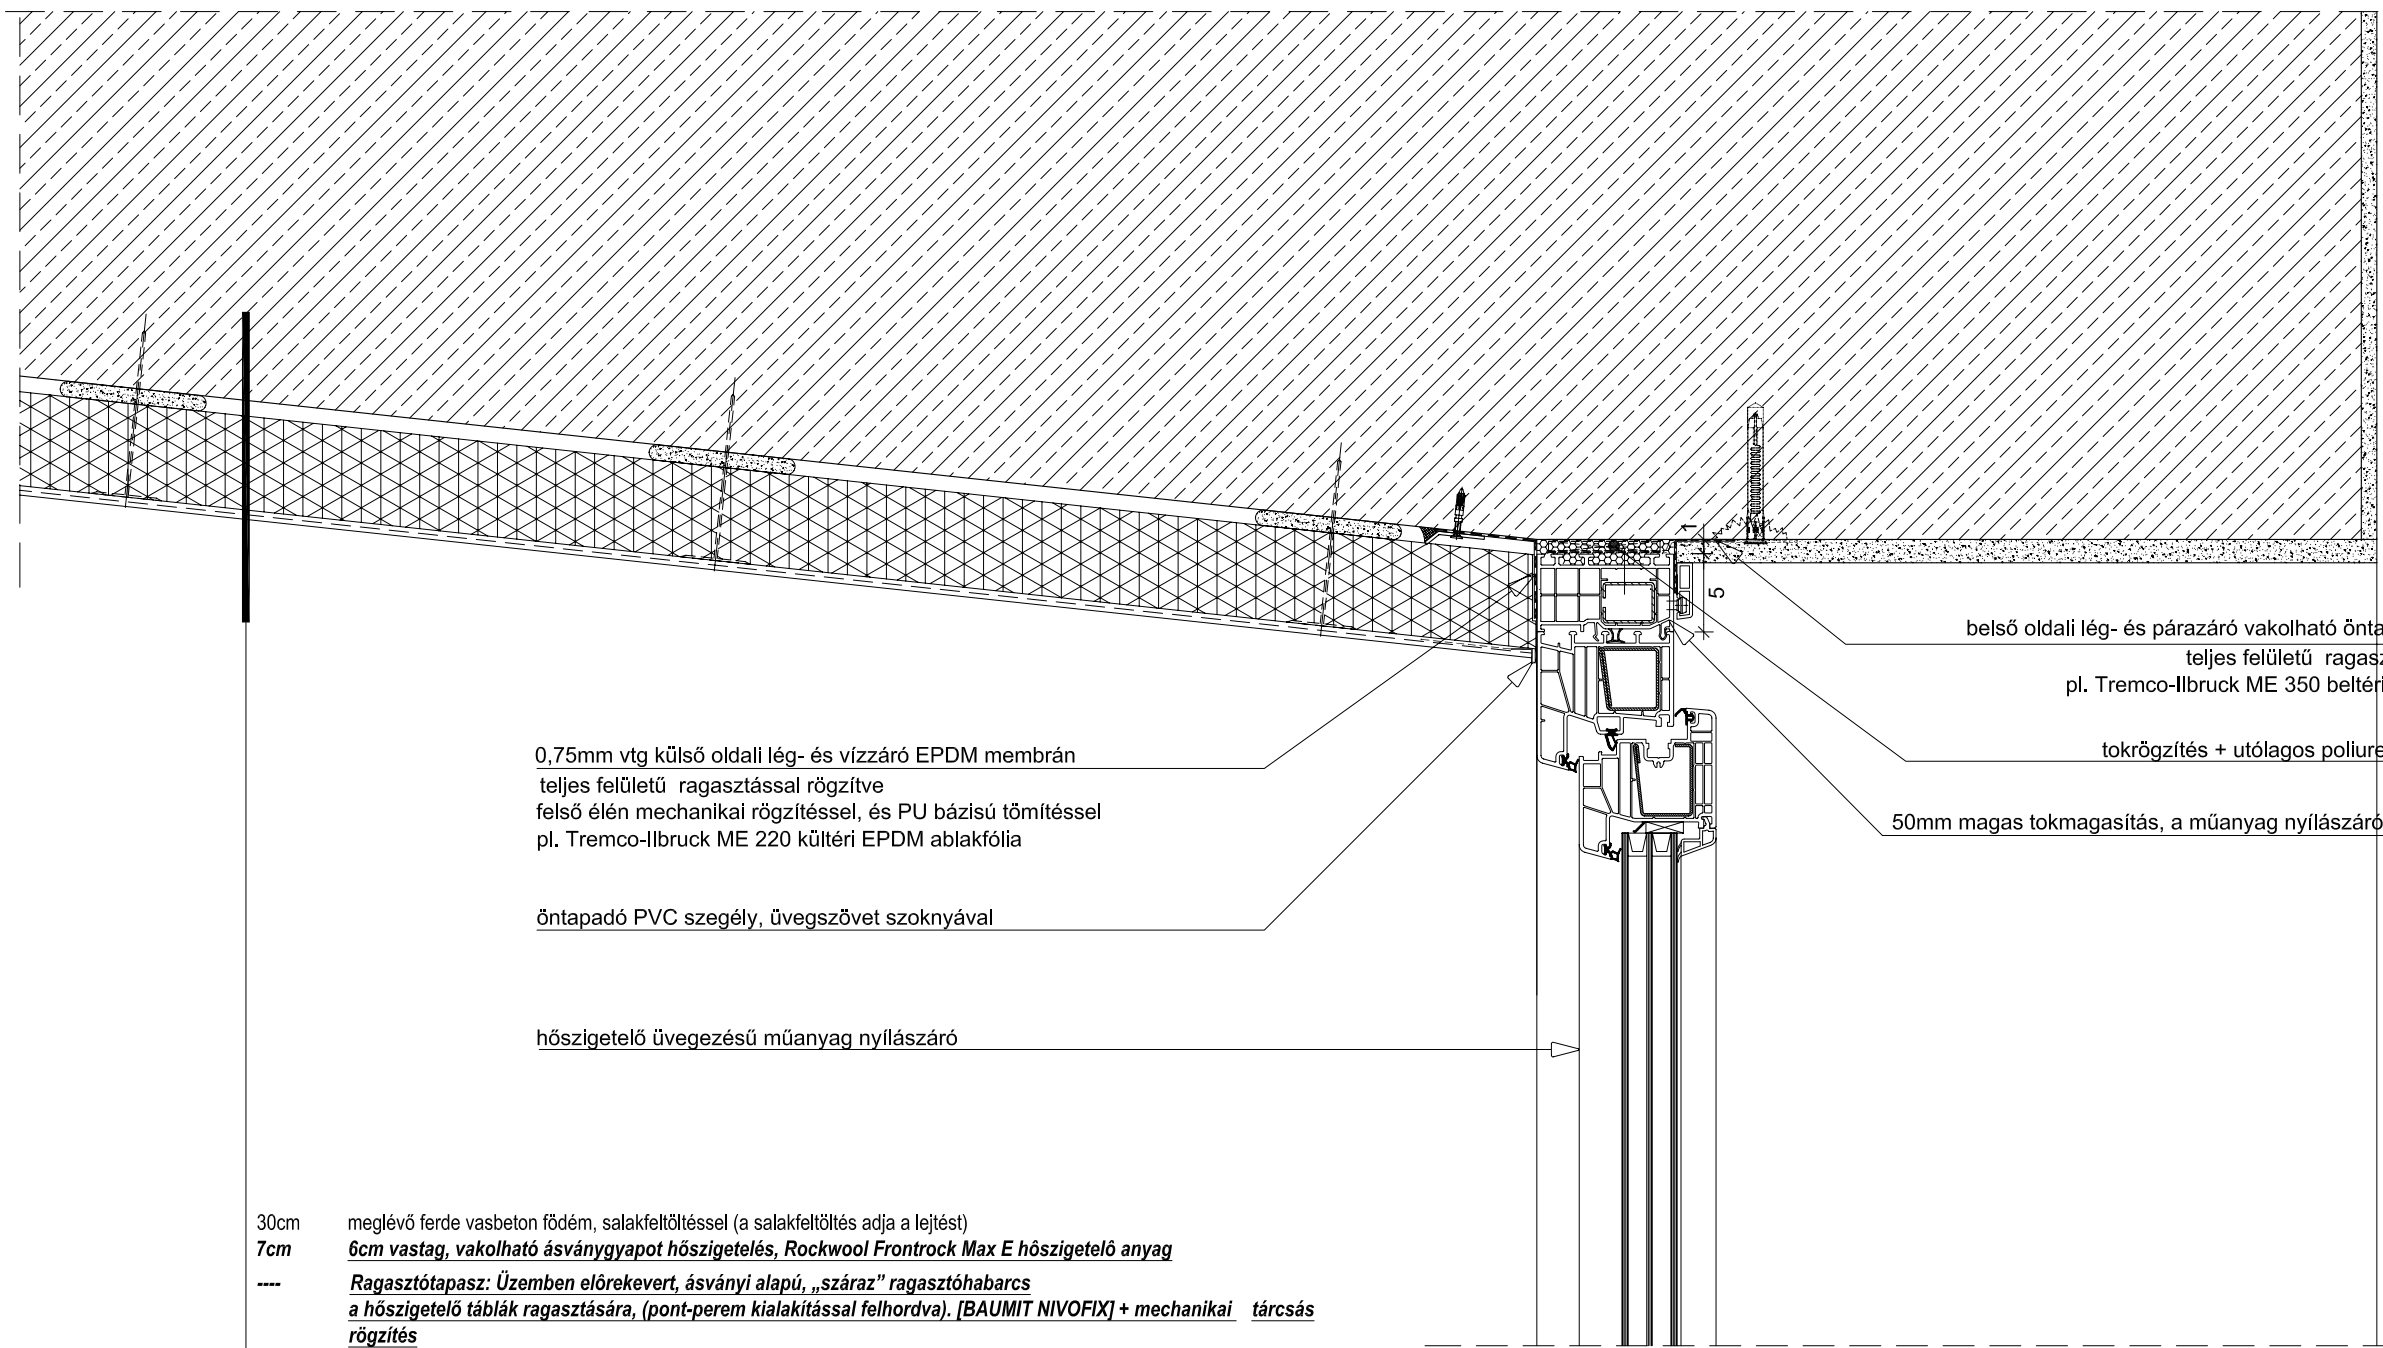 1
5
belső oldali lég- és párazáró vakolható önta
teljes felületű ragasz
pl. Tremco-Ilbruck ME 350 beltéri
tokrögzítés + utólagos poliure
50mm magas tokmagasítás, a műanyag nyílászáró
0,75mm vtg külső oldali lég- és vízzáró EPDM membrán
teljes felületű ragasztással rögzítve
felső élén mechanikai rögzítéssel, és PU bázisú tömítéssel
pl. Tremco-Ilbruck ME 220 kültéri EPDM ablakfólia
öntapadó PVC szegély, üvegszövet szoknyával
hőszigetelő üvegezésű műanyag nyílászáró
30cm meglévő ferde vasbeton födém, salakfeltöltéssel (a salakfeltöltés adja a lejtést)
7cm 6cm vastag, vakolható ásványgyapot hőszigetelés, Rockwool Frontrock Max E hôszigetelô anyag
---- Ragasztótapasz: Üzemben elôrekevert, ásványi alapú, „száraz” ragasztóhabarcs
a hőszigetelő táblák ragasztására, (pont-perem kialakítással felhordva). [BAUMIT NIVOFIX] + mechanikai tárcsás
rögzítés